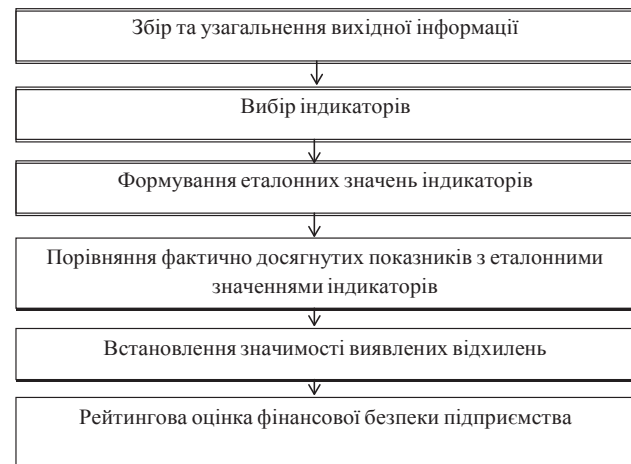 Збір та узагальнення вихідної інформації
Вибір індикаторів
Формування еталонних значень індикаторів
Порівняння фактично досягнутих показників з еталонними
значеннями індикаторів
Встановлення значимості виявлених відхилень
Рейтингова оцінка фінансової безпеки підприємства